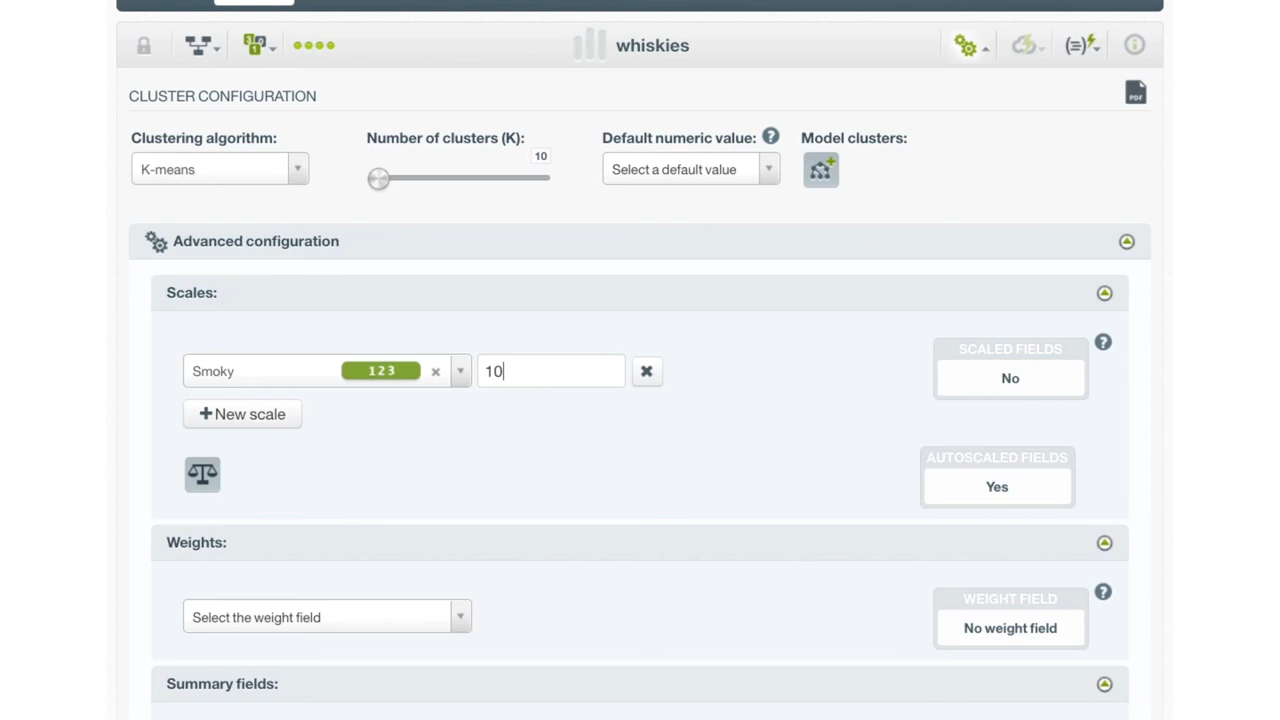 whiskies
CLUSTER CONFIGURATION
PDF
Clustering algorithm:
Number of clusters (K):
Default numeric value: ?
Model clusters:
10
K-means
Select a default value
Advanced configuration
Scales:
SCALED FIELDS ?
No
Smoky 123 × 10
+ New scale
AUTOSCALED FIELDS
Yes
Weights:
Select the weight field
WEIGHT FIELD ?
No weight field
Summary fields: